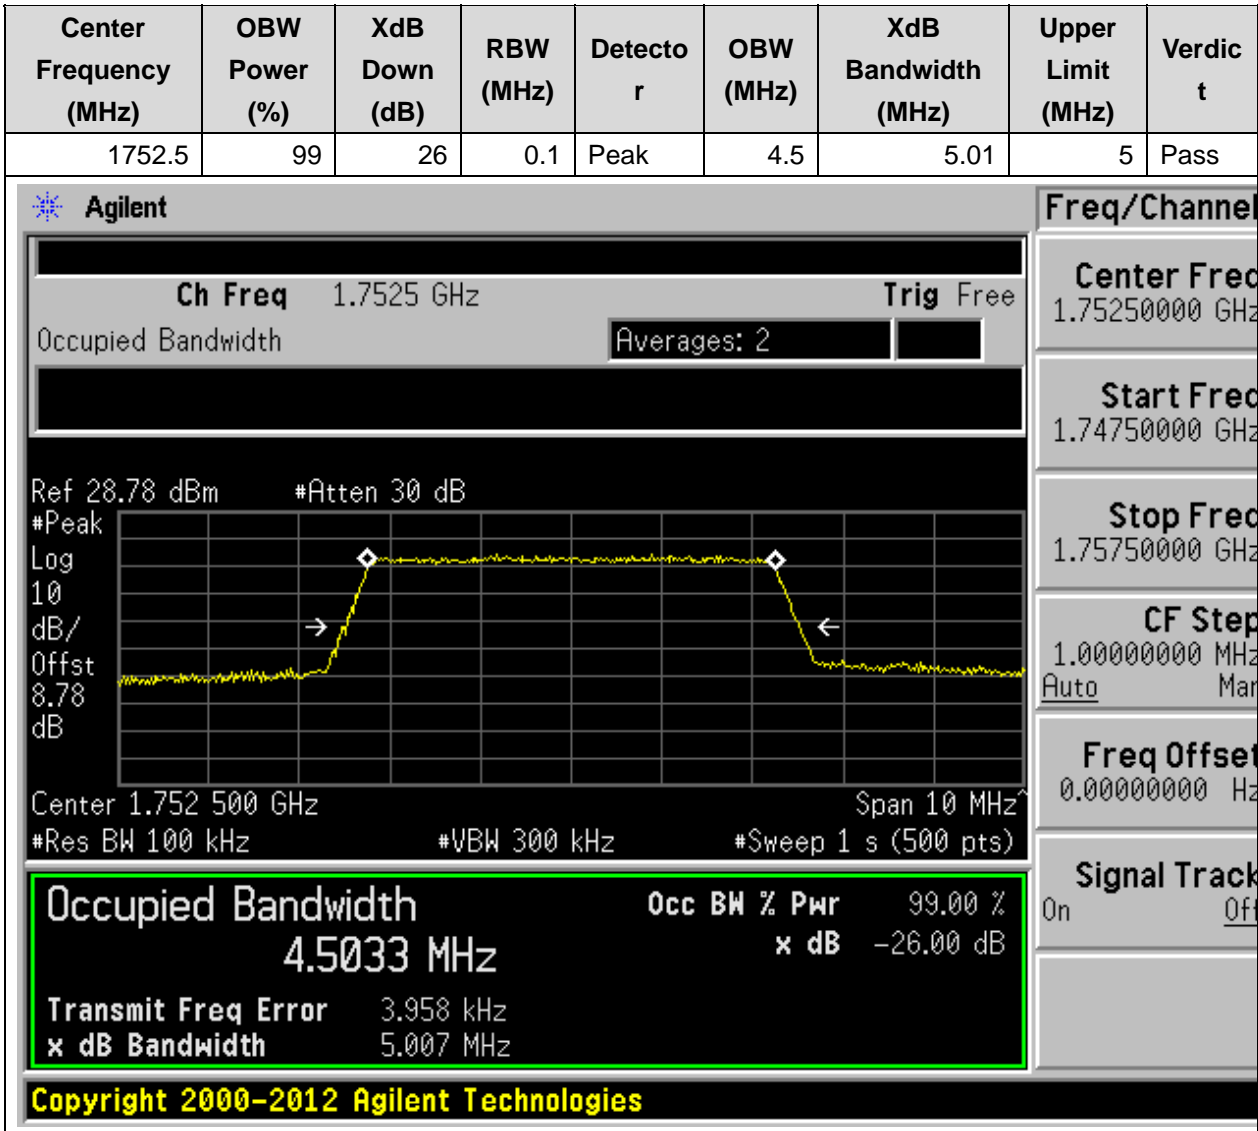 Center Frequency (MHz) OBW Power (%) XdB Down (dB) RBW (MHz) Detector OBW (MHz) XdB Bandwidth (MHz) Upper Limit (MHz) Verdict
1752.5 99 26 0.1 Peak 4.5 5.01 5 Pass
Agilent
Freq/Channel
Ch Freq 1.7525 GHz Trig Free
Occupied Bandwidth Averages: 2
Center Freq
1.75250000 GHz
Start Freq
1.74750000 GHz
Stop Freq
1.75750000 GHz
CF Step
1.00000000 MHz
Auto Man
Freq Offset
0.00000000 Hz
Signal Track
On Off
Ref 28.78 dBm #Atten 30 dB
#Peak
Log
10
dB/
Offst
8.78
dB
Center 1.752 500 GHz Span 10 MHz^
#Res BW 100 kHz #VBW 300 kHz #Sweep 1 s (500 pts)
Occupied Bandwidth Occ BW % Pwr 99.00 %
4.5033 MHz x dB -26.00 dB
Transmit Freq Error 3.958 kHz
x dB Bandwidth 5.007 MHz
Copyright 2000-2012 Agilent Technologies